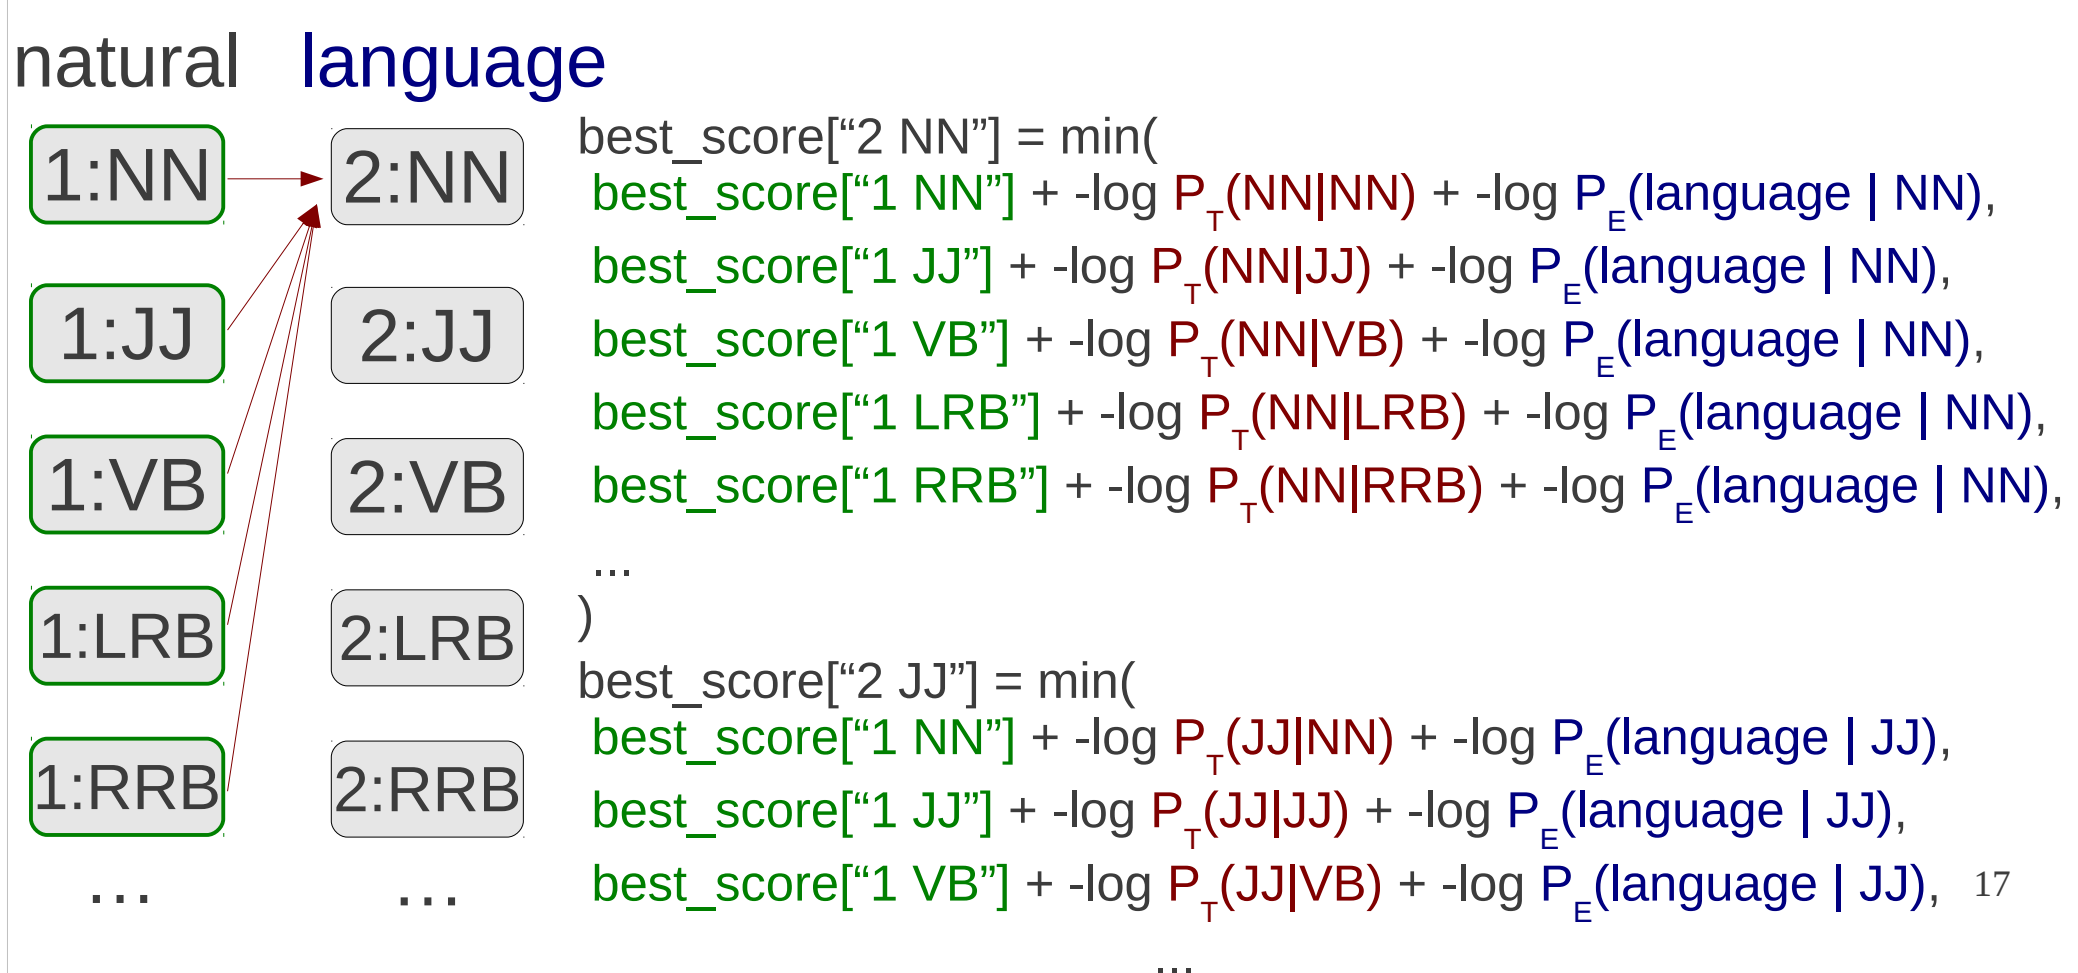 natural language
1:NN 2:NN
1:JJ 2:JJ
1:VB 2:VB
1:LRB 2:LRB
1:RRB 2:RRB
… …
best_score[“2 NN”] = min(
best_score[“1 NN”] + -log P_T(NN|NN) + -log P_E(language | NN),
best_score[“1 JJ”] + -log P_T(NN|JJ) + -log P_E(language | NN),
best_score[“1 VB”] + -log P_T(NN|VB) + -log P_E(language | NN),
best_score[“1 LRB”] + -log P_T(NN|LRB) + -log P_E(language | NN),
best_score[“1 RRB”] + -log P_T(NN|RRB) + -log P_E(language | NN),
...
)
best_score[“2 JJ”] = min(
best_score[“1 NN”] + -log P_T(JJ|NN) + -log P_E(language | JJ),
best_score[“1 JJ”] + -log P_T(JJ|JJ) + -log P_E(language | JJ),
best_score[“1 VB”] + -log P_T(JJ|VB) + -log P_E(language | JJ),
...
17